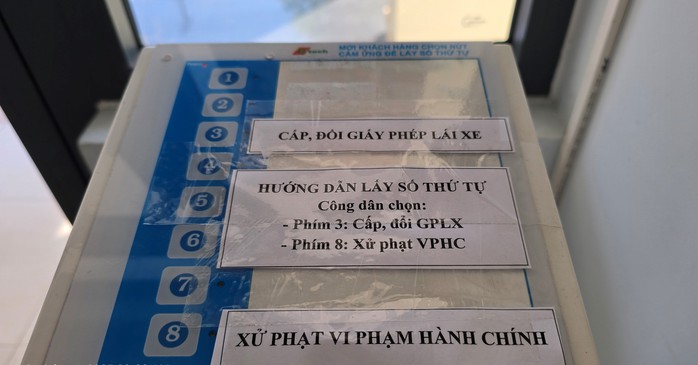 tech
MỜI KHÁCH HÀNG CHỌN NÚT
CẢM ỨNG ĐỂ LẤY SỐ THỨ TỰ
1
2
3
CẤP, ĐỔI GIẤY PHÉP LÁI XE
4
HƯỚNG DẪN LẤY SỐ THỨ TỰ
5
Công dân chọn:
- Phím 3: Cấp, đổi GPLX
6
- Phím 8: Xử phạt VPHC
7
8
XỬ PHẠT VI PHẠM HÀNH CHÍNH